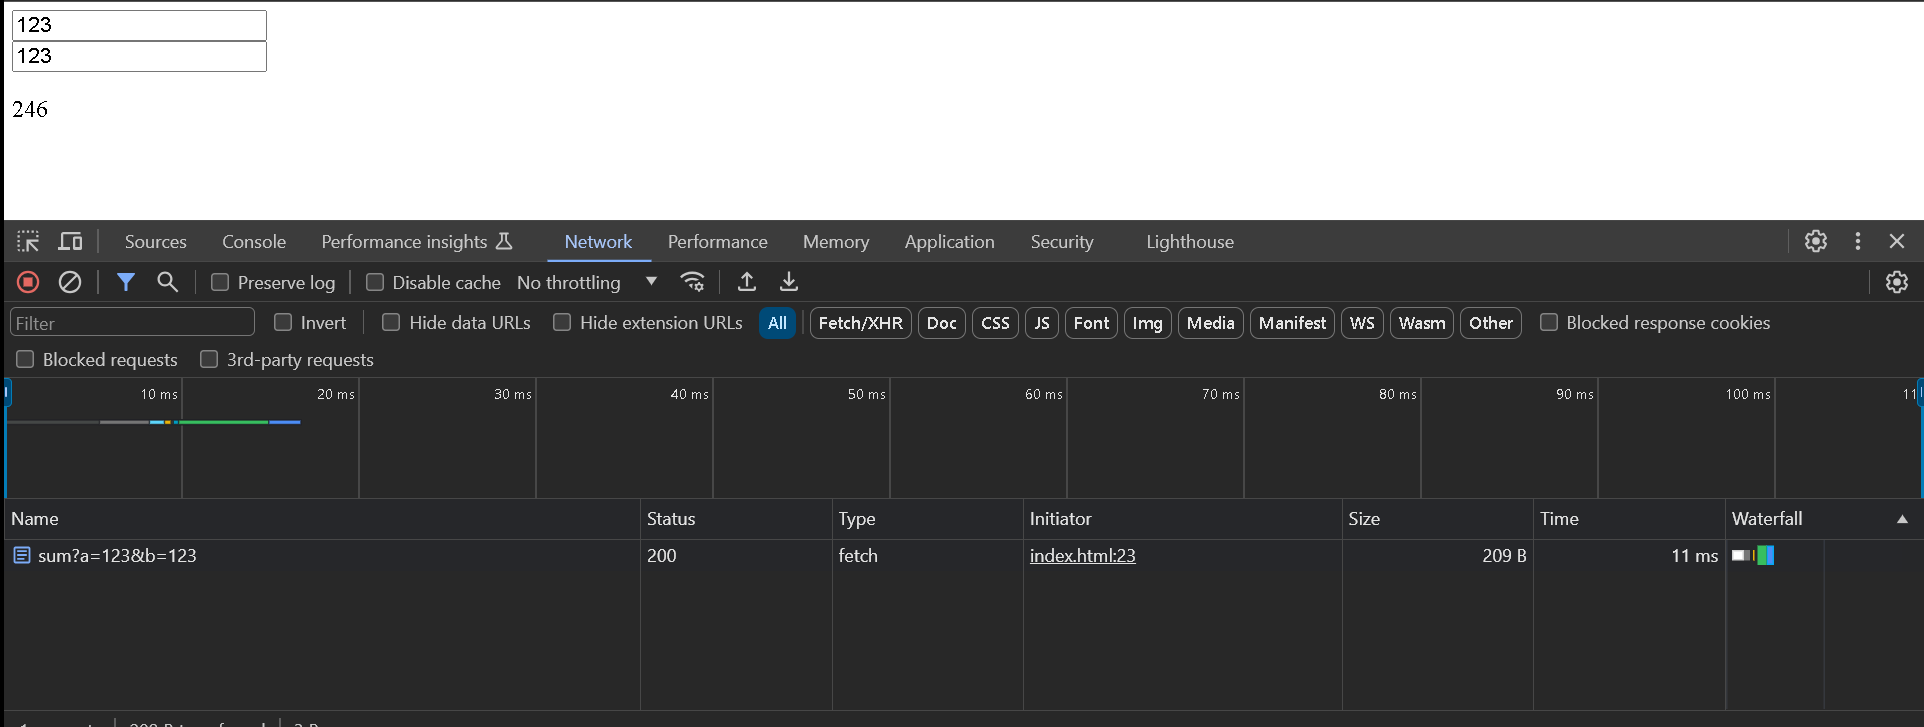 123
123
246
Sources Console Performance insights Network Performance Memory Application Security Lighthouse
Preserve log Disable cache No throttling
Filter Invert Hide data URLs Hide extension URLs All Fetch/XHR Doc CSS JS Font Img Media Manifest WS Wasm Other Blocked response cookies
Blocked requests 3rd-party requests
10 ms 20 ms 30 ms 40 ms 50 ms 60 ms 70 ms 80 ms 90 ms 100 ms 11
Name Status Type Initiator Size Time Waterfall
sum?a=123&b=123 200 fetch index.html:23 209 B 11 ms